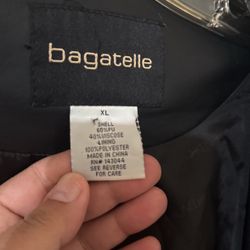 bagatelle
XL
SHELL
60%PU
40%VISCOSE
LINING
100%POLYESTER
MADE IN CHINA
RN# 143044
SEE REVERSE
FOR CARE